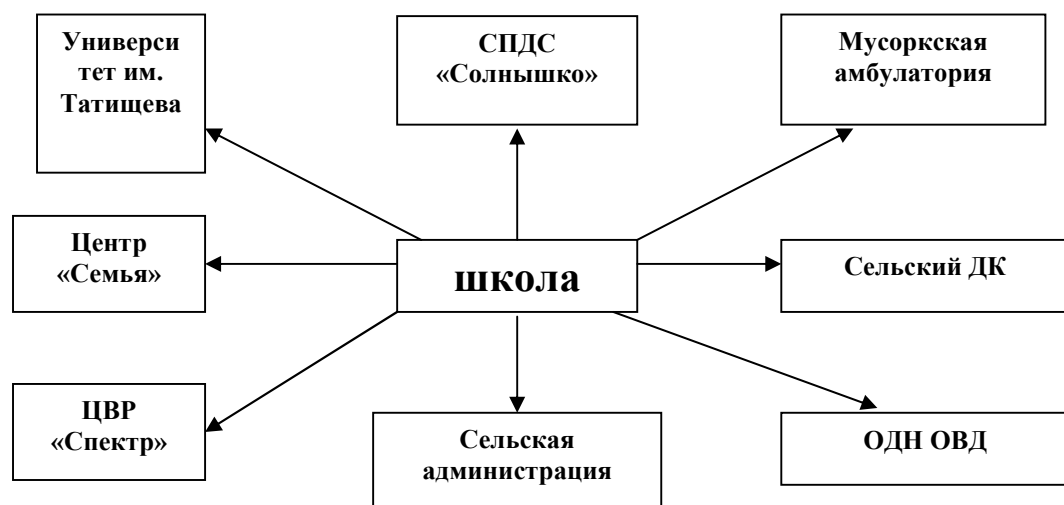 Универси
тет им.
Татищева
СПДС
«Солнышко»
Мусоркская
амбулатория
Центр
«Семья»
школа
Сельский ДК
ЦВР
«Спектр»
Сельская
администрация
ОДН ОВД